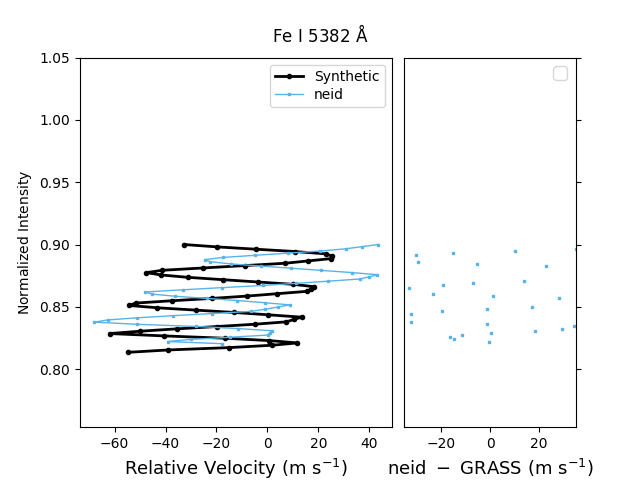 Fe I 5382 Å
1.05
1.00
0.95
0.90
0.85
0.80
Normalized Intensity
Synthetic
neid
−60 −40 −20 0 20 40
−20 0 20
Relative Velocity (m s⁻¹)
neid − GRASS (m s⁻¹)